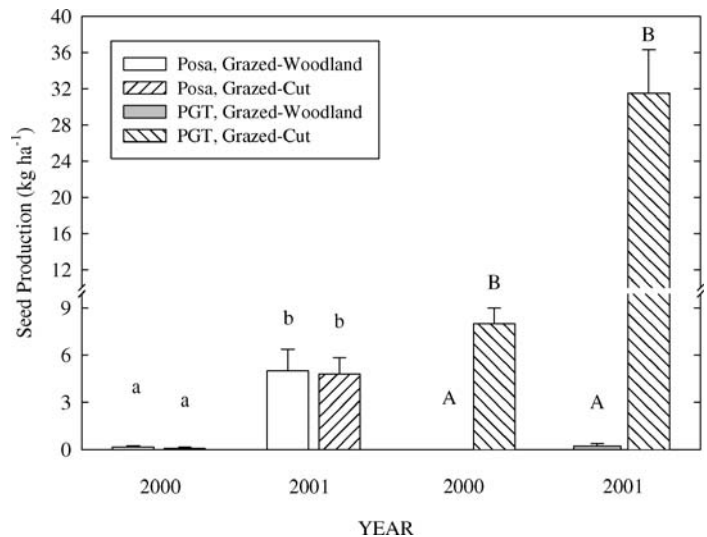 40
36
32
28
24
20
16
12
9
6
3
0
Seed Production (kg ha-1)
Posa, Grazed-Woodland
Posa, Grazed-Cut
PGT, Grazed-Woodland
PGT, Grazed-Cut
a
a
b
b
A
B
A
B
2000
2001
2000
2001
YEAR